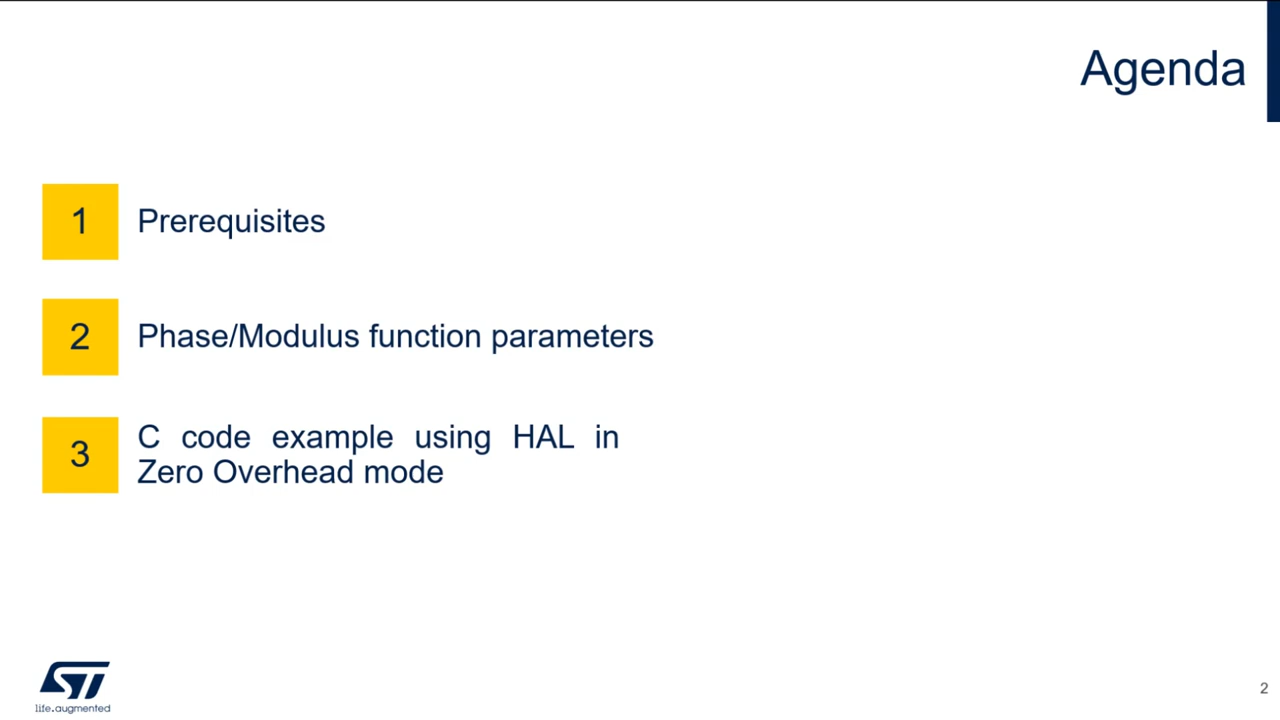 Agenda
1
Prerequisites
2
Phase/Modulus function parameters
3
C code example using HAL in
Zero Overhead mode
ST
life.augmented
2